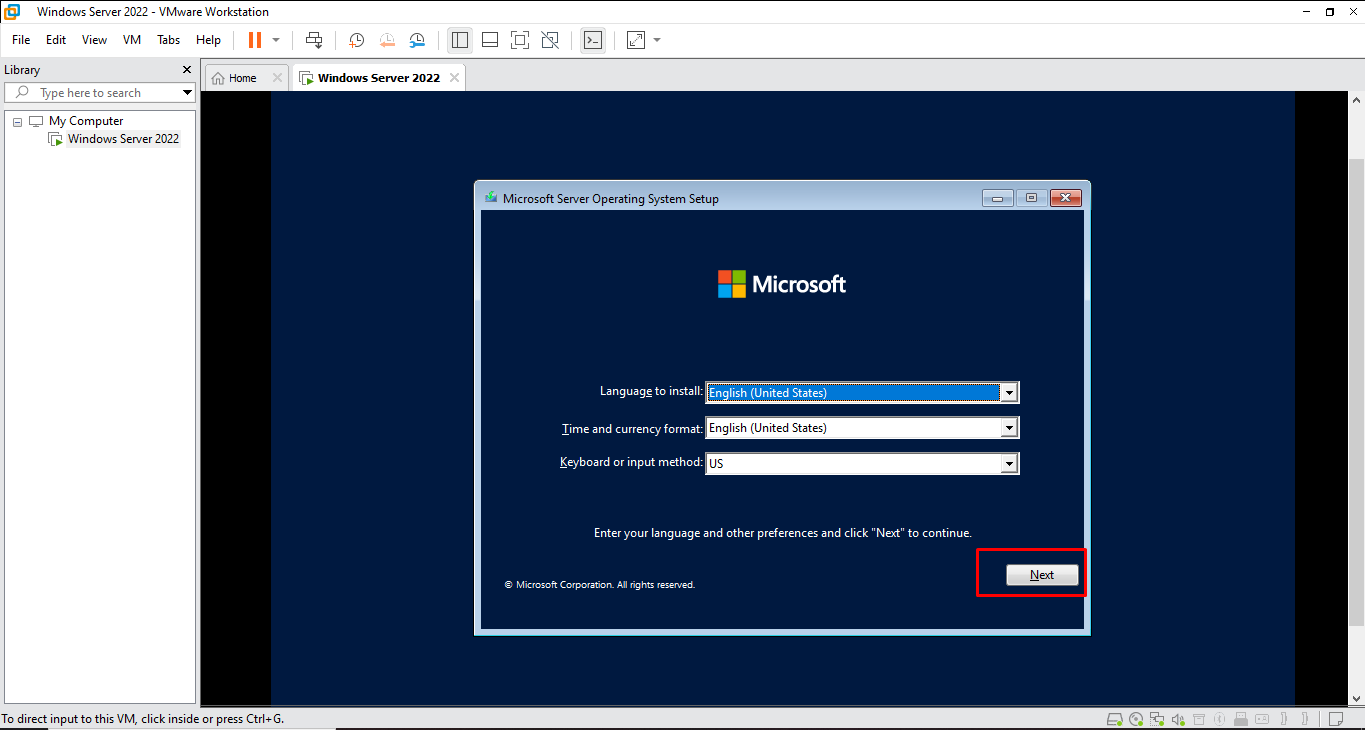 Windows Server 2022 - VMware Workstation
File Edit View VM Tabs Help
Library
Type here to search
My Computer
Windows Server 2022
Home
Windows Server 2022
Microsoft Server Operating System Setup
Microsoft
Language to install: English (United States)
Time and currency format: English (United States)
Keyboard or input method: US
Enter your language and other preferences and click "Next" to continue.
Next
© Microsoft Corporation. All rights reserved.
To direct input to this VM, click inside or press Ctrl+G.